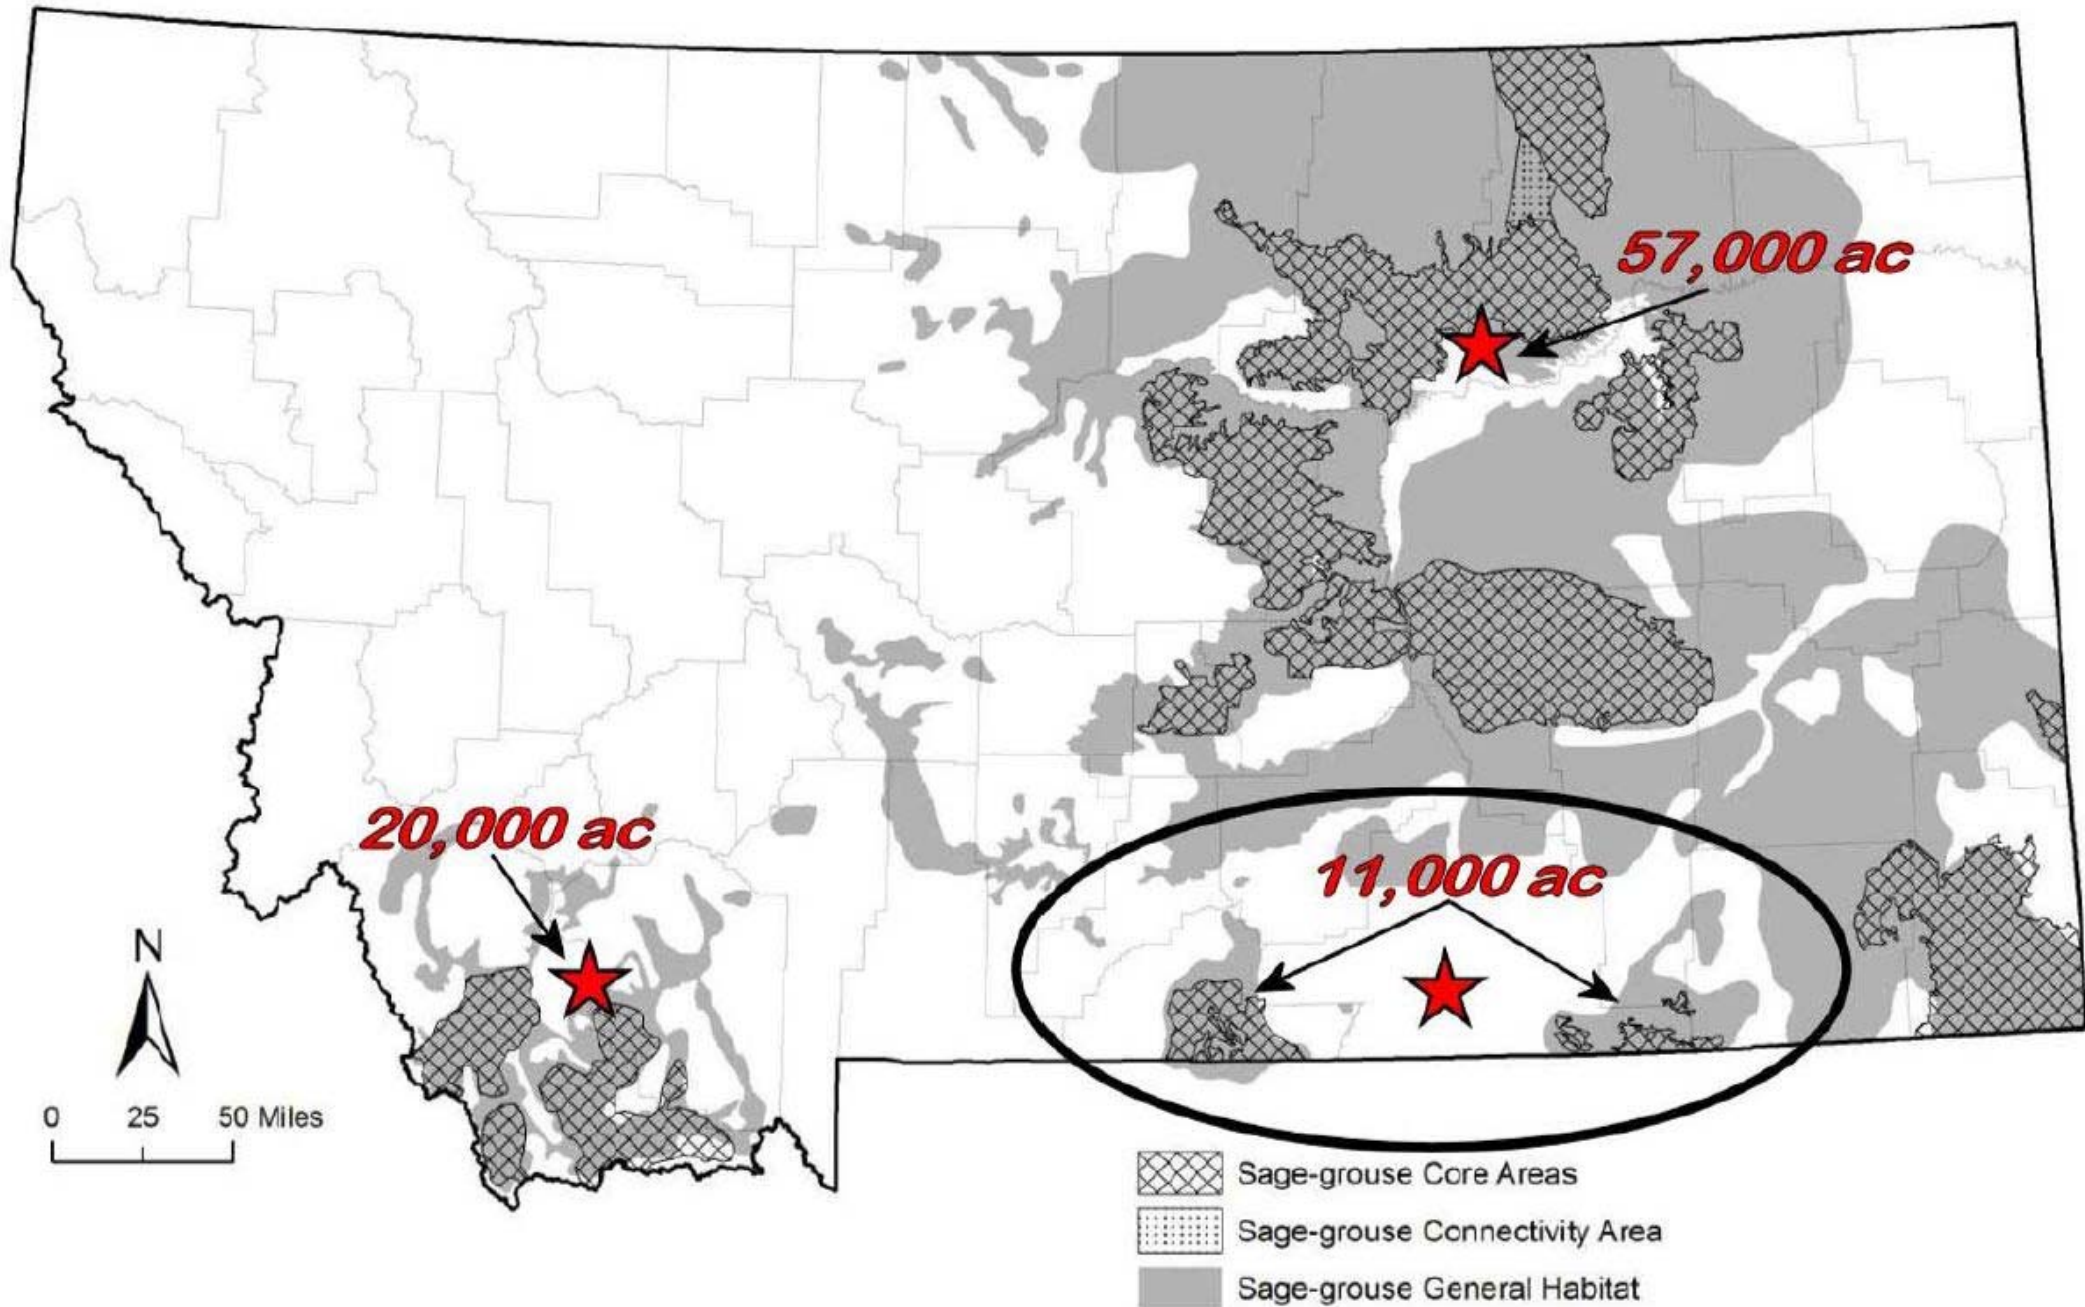 57,000 ac
20,000 ac
11,000 ac
N
0 25 50 Miles
Sage-grouse Core Areas
Sage-grouse Connectivity Area
Sage-grouse General Habitat